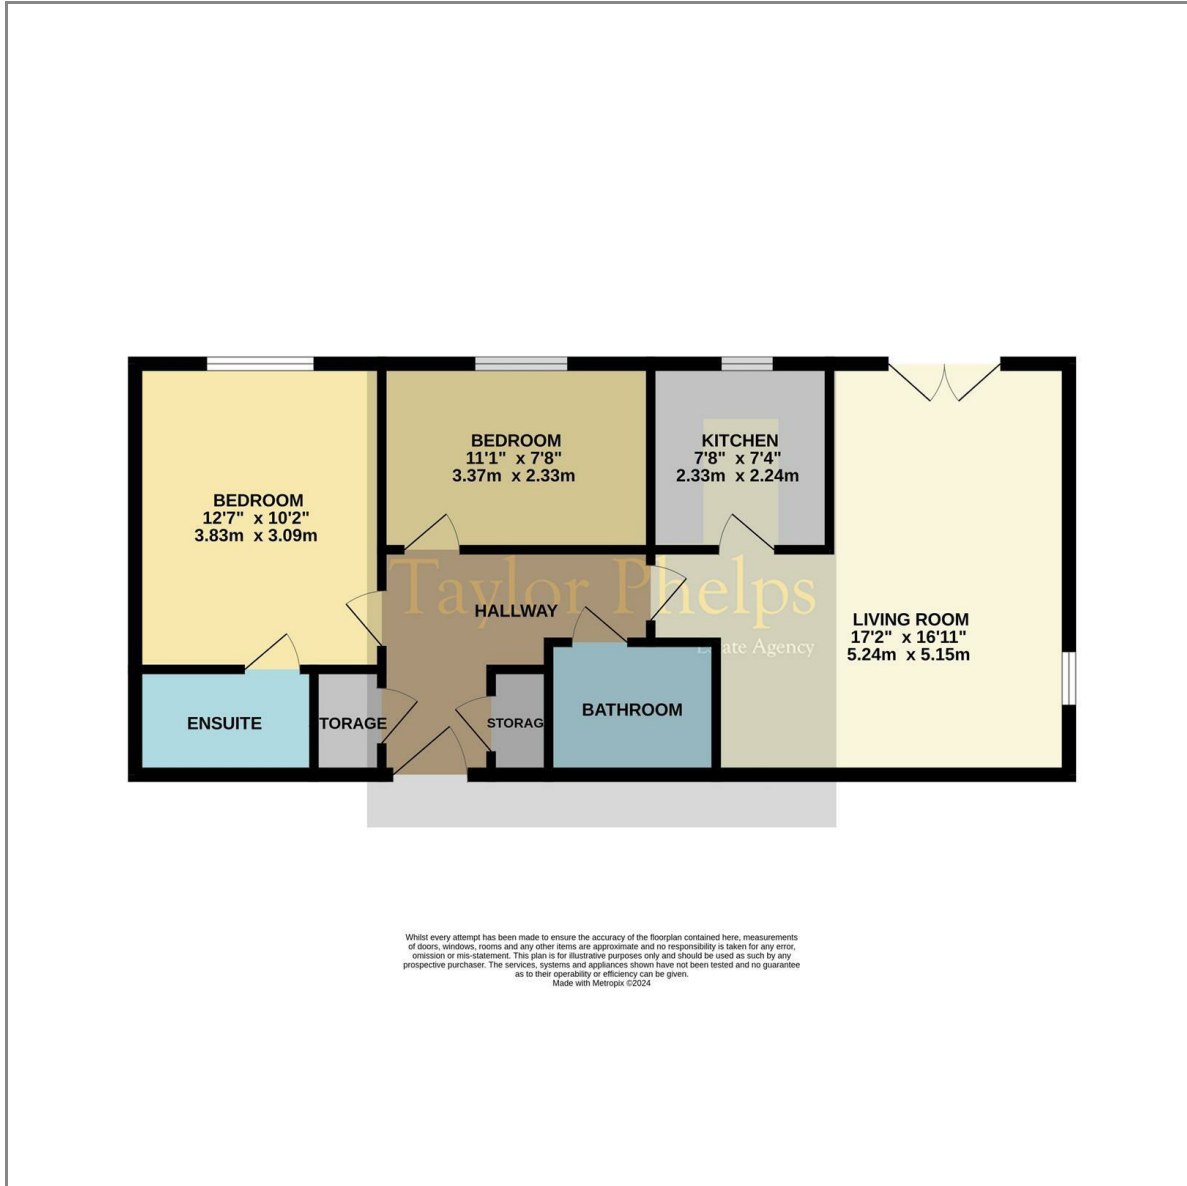 BEDROOM
12'7" x 10'2"
3.83m x 3.09m
BEDROOM
11'1" x 7'8"
3.37m x 2.33m
KITCHEN
7'8" x 7'4"
2.33m x 2.24m
Taylor Phelps
Estate Agency
HALLWAY
LIVING ROOM
17'2" x 16'11"
5.24m x 5.15m
ENSUITE
TORAGE
STORAG
BATHROOM
Whilst every attempt has been made to ensure the accuracy of the floorplan contained here, measurements
of doors, windows, rooms and any other items are approximate and no responsibility is taken for any error,
omission or mis-statement. This plan is for illustrative purposes only and should be used as such by any
prospective purchaser. The services, systems and appliances shown have not been tested and no guarantee
as to their operability or efficiency can be given.
Made with Metropix ©2024